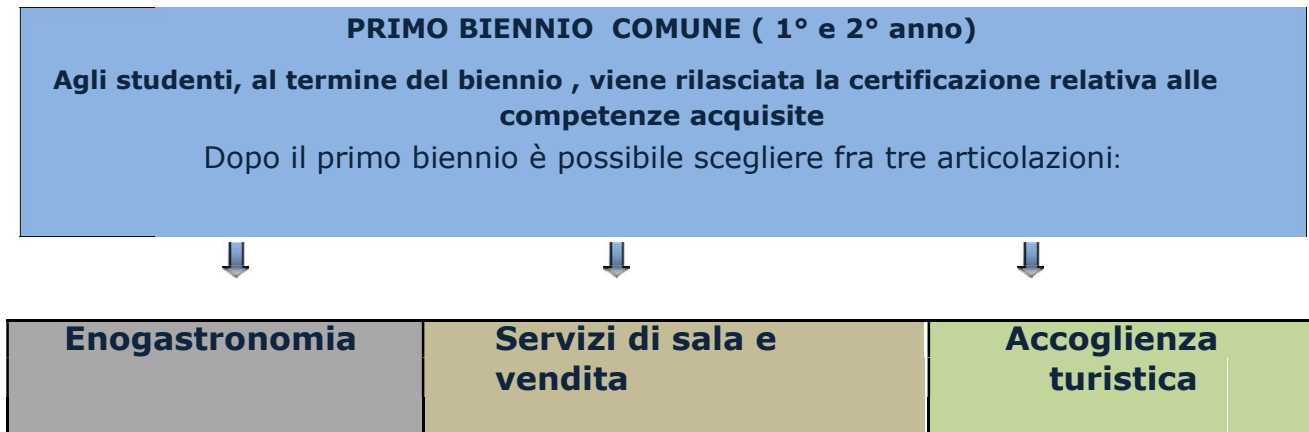 PRIMO BIENNIO COMUNE ( 1° e 2° anno)
Agli studenti, al termine del biennio , viene rilasciata la certificazione relativa alle
competenze acquisite
Dopo il primo biennio è possibile scegliere fra tre articolazioni:
Enogastronomia
Servizi di sala e
vendita
Accoglienza
turistica